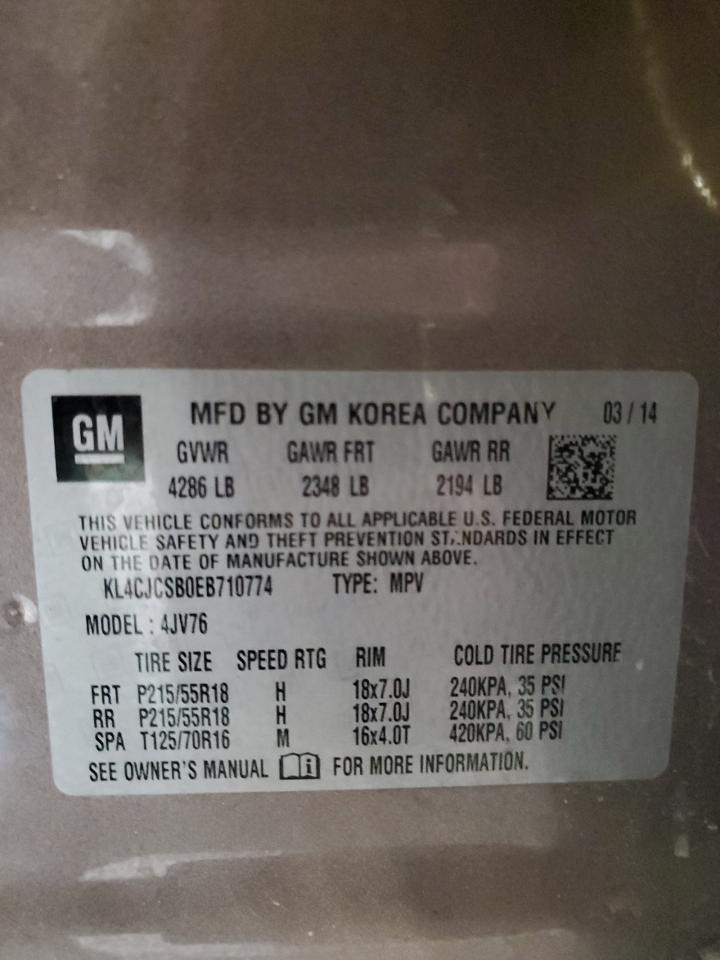 GM
MFD BY GM KOREA COMPANY 03 / 14
GVWR GAWR FRT GAWR RR
4286 LB 2348 LB 2194 LB
THIS VEHICLE CONFORMS TO ALL APPLICABLE U.S. FEDERAL MOTOR
VEHICLE SAFETY AND THEFT PREVENTION STANDARDS IN EFFECT
ON THE DATE OF MANUFACTURE SHOWN ABOVE.
KL4CJCSB0EB710774 TYPE: MPV
MODEL : 4JV76
TIRE SIZE SPEED RTG RIM COLD TIRE PRESSURE
FRT P215/55R18 H 18x7.0J 240KPA, 35 PSI
RR P215/55R18 H 18x7.0J 240KPA, 35 PSI
SPA T125/70R16 M 16x4.0T 420KPA, 60 PSI
SEE OWNER'S MANUAL i FOR MORE INFORMATION.